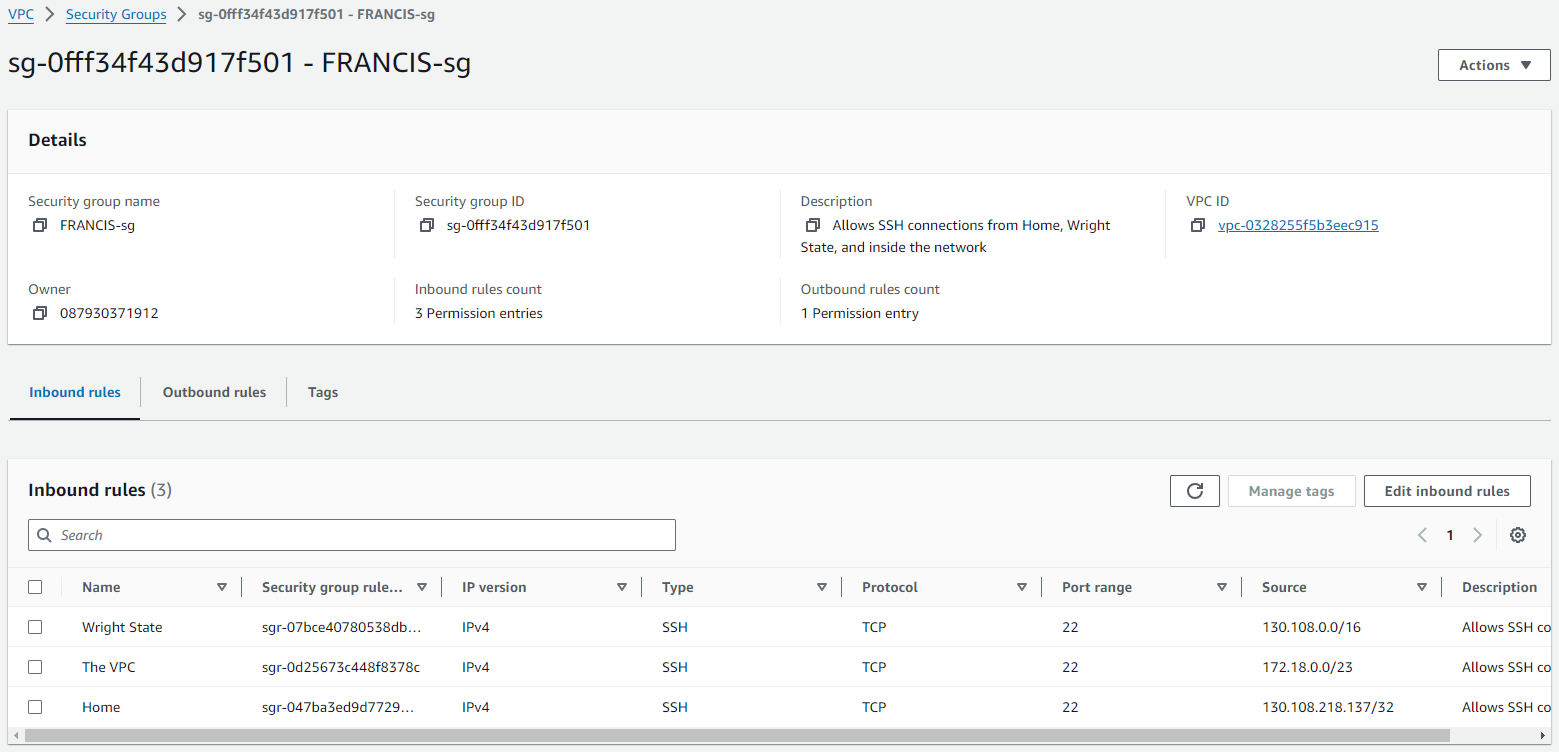 VPC > Security Groups > sg-0fff34f43d917f501 - FRANCIS-sg
sg-0fff34f43d917f501 - FRANCIS-sg
Actions
Details
Security group name
FRANCIS-sg
Security group ID
sg-0fff34f43d917f501
Description
Allows SSH connections from Home, Wright
State, and inside the network
VPC ID
vpc-0328255f5b3eec915
Owner
087930371912
Inbound rules count
3 Permission entries
Outbound rules count
1 Permission entry
Inbound rules Outbound rules Tags
Inbound rules (3)
Manage tags Edit inbound rules
Search
1
Name Security group rule... IP version Type Protocol Port range Source Description
Wright State sgr-07bce40780538db... IPv4 SSH TCP 22 130.108.0.0/16 Allows SSH co
The VPC sgr-0d25673c448f8378c IPv4 SSH TCP 22 172.18.0.0/23 Allows SSH co
Home sgr-047ba3ed9d7729... IPv4 SSH TCP 22 130.108.218.137/32 Allows SSH co